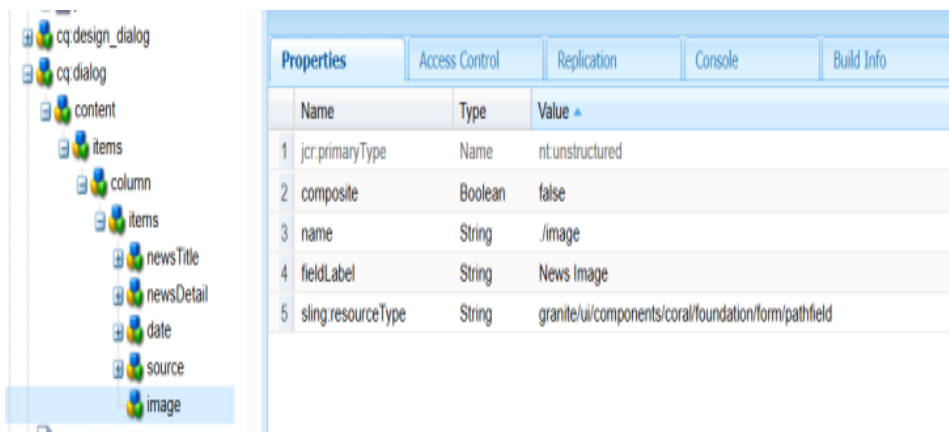 cq:design_dialog
cq:dialog
content
items
column
items
newsTitle
newsDetail
date
source
image
Properties Access Control Replication Console Build Info
Name Type Value
1 jcr:primaryType Name nt:unstructured
2 composite Boolean false
3 name String ./image
4 fieldLabel String News Image
5 sling:resourceType String granite/ui/components/coral/foundation/form/pathfield